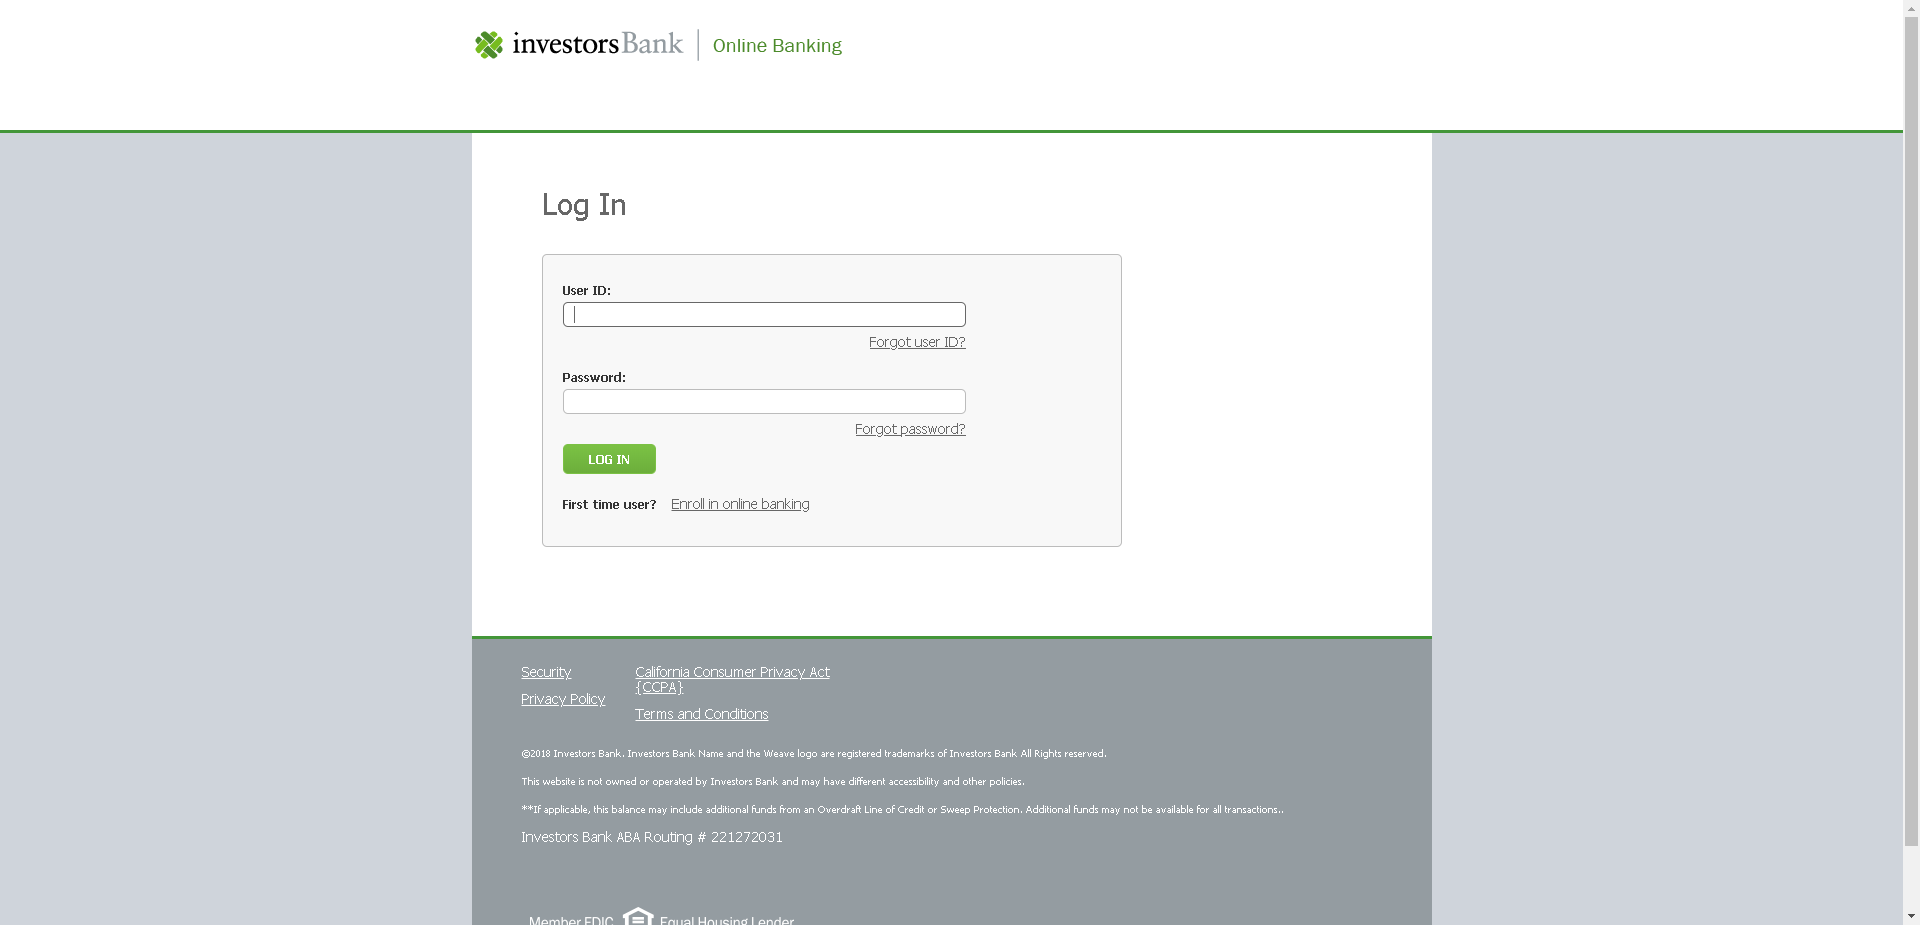 investorsBank | Online Banking
Log In
User ID:
Forgot user ID?
Password:
Forgot password?
LOG IN
First time user? Enroll in online banking
Security
Privacy Policy
California Consumer Privacy Act
{CCPA}
Terms and Conditions
©2018 Investors Bank. Investors Bank Name and the Weave logo are registered trademarks of Investors Bank All Rights reserved.
This website is not owned or operated by Investors Bank and may have different accessibility and other policies.
**If applicable, this balance may include additional funds from an Overdraft Line of Credit or Sweep Protection. Additional funds may not be available for all transactions..
Investors Bank ABA Routing # 221272031
Member FDIC Equal Housing Lender